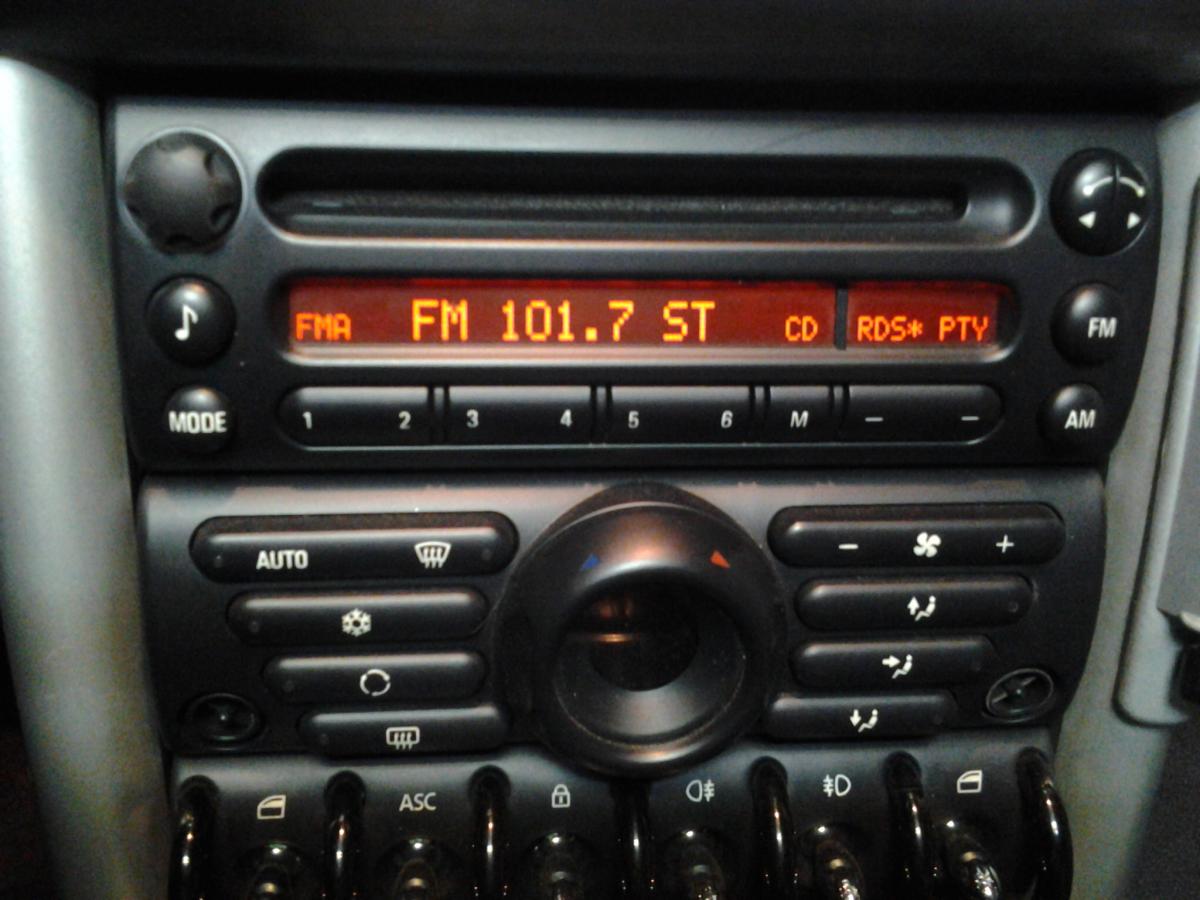 FMA FM 101.7 ST CD RDS* PTY
FM
MODE 1 2 3 4 5 6 M — — AM
AUTO — +
ASC